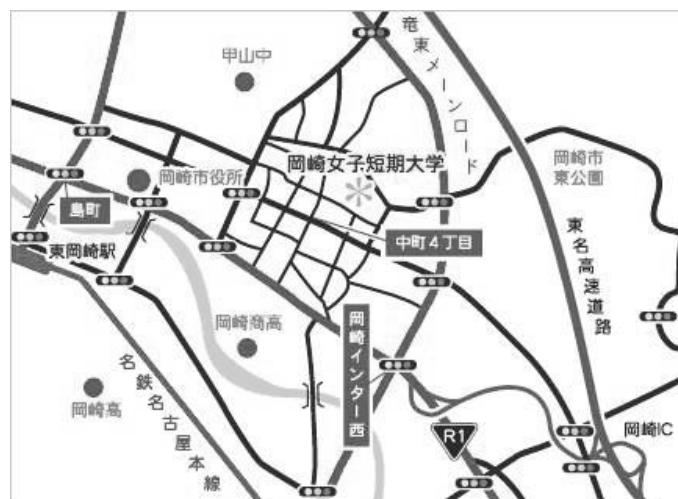 甲山中
竜東メーンロード
岡崎女子短期大学
岡崎市
東公園
岡崎市役所
島町
東岡崎駅
中町4丁目
東名高速道路
岡崎商高
岡崎インター西
岡崎高
名鉄名古屋本線
R1
岡崎IC